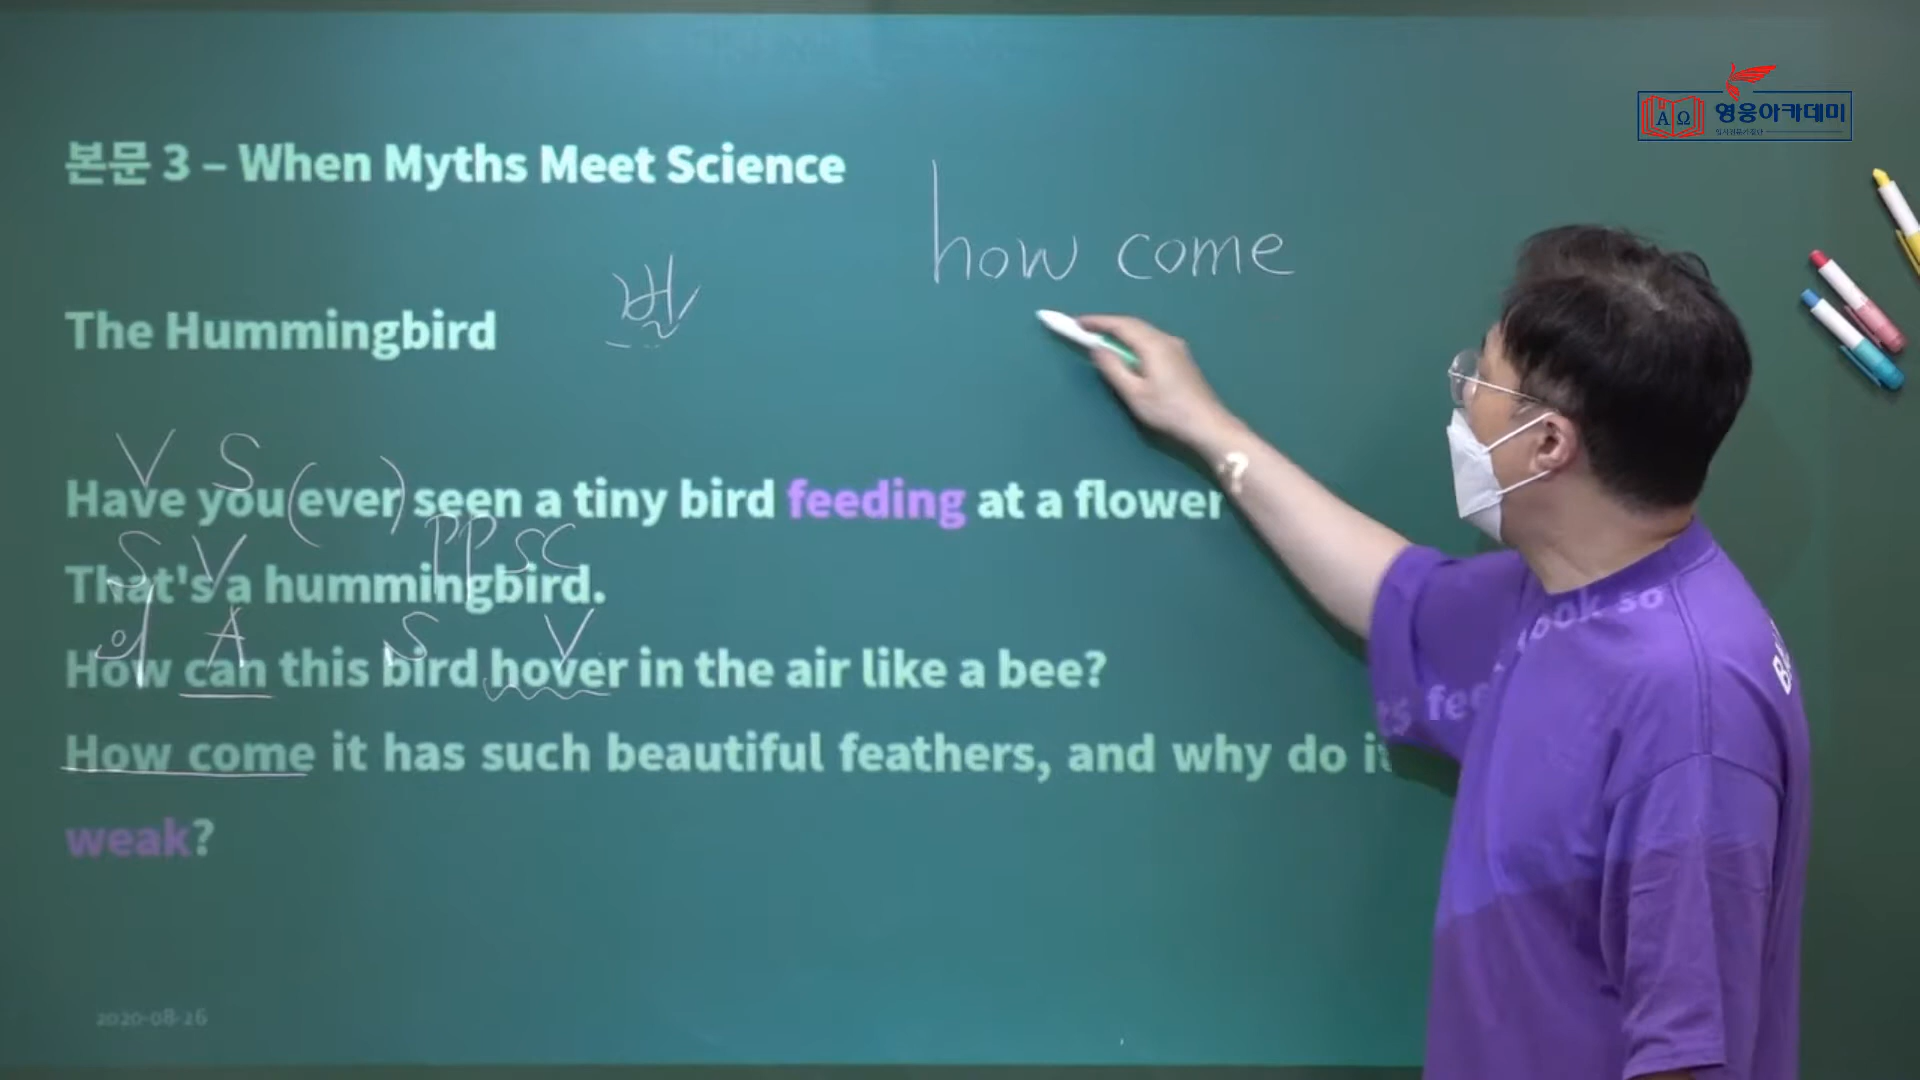 영웅아카데미
본문 3 – When Myths Meet Science
how come
The Hummingbird
V S
Have you (ever) seen a tiny bird feeding at a flower?
S V PP SC
That's a hummingbird.
의 A S V
How can this bird hover in the air like a bee?
How come it has such beautiful feathers, and why do it look so
weak?
2020-08-26